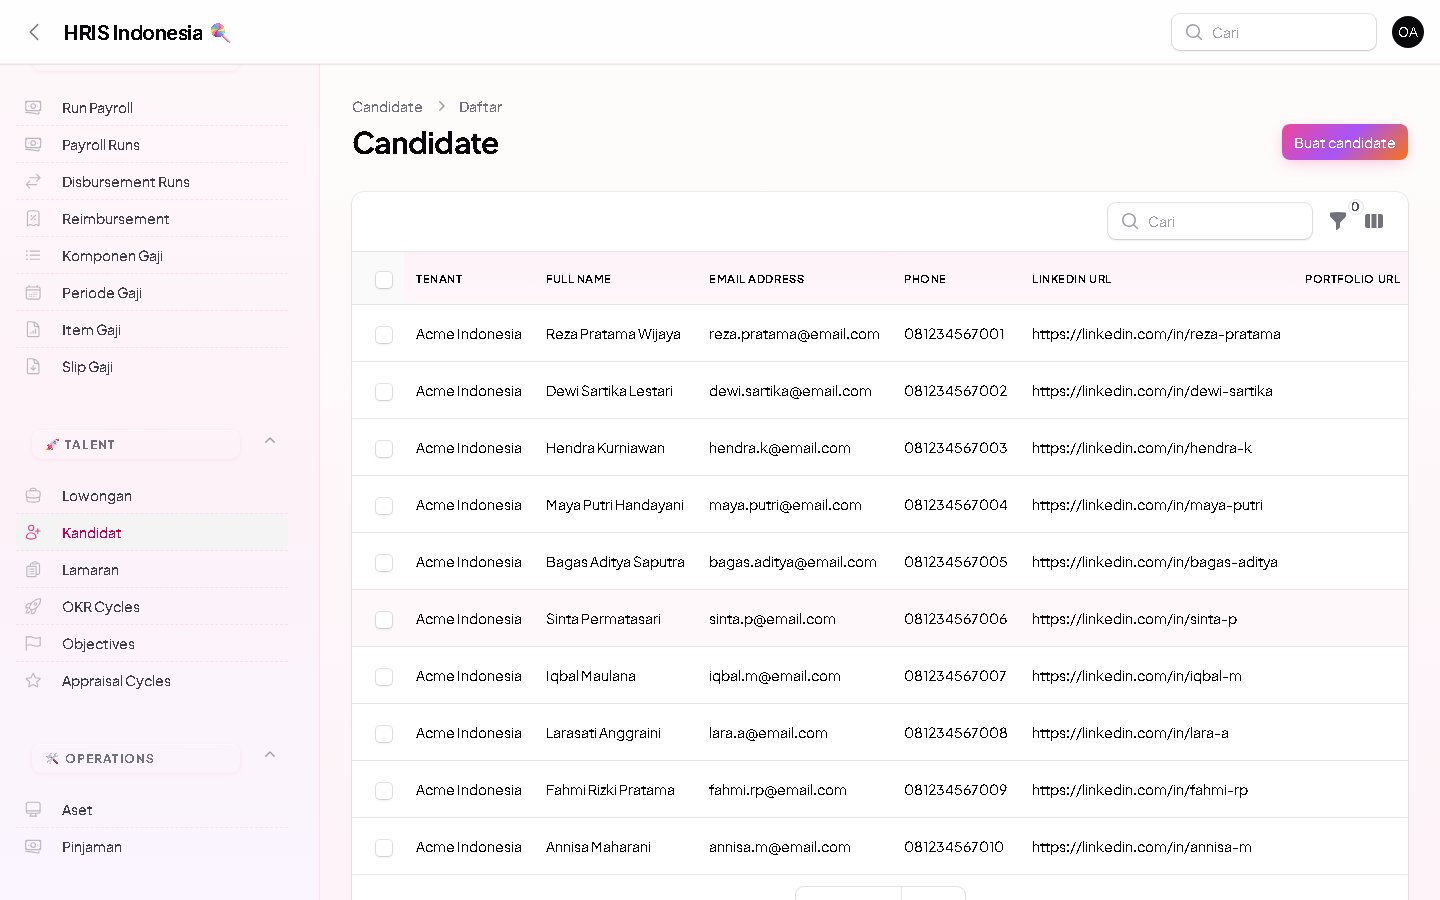 HRIS Indonesia
Cari
OA
Run Payroll
Payroll Runs
Disbursement Runs
Reimbursement
Komponen Gaji
Periode Gaji
Item Gaji
Slip Gaji
TALENT
Lowongan
Kandidat
Lamaran
OKR Cycles
Objectives
Appraisal Cycles
OPERATIONS
Aset
Pinjaman
Candidate > Daftar
Candidate
Buat candidate
Cari
0
TENANT FULL NAME EMAIL ADDRESS PHONE LINKEDIN URL PORTFOLIO URL
Acme Indonesia Reza Pratama Wijaya reza.pratama@email.com 081234567001 https://linkedin.com/in/reza-pratama
Acme Indonesia Dewi Sartika Lestari dewi.sartika@email.com 081234567002 https://linkedin.com/in/dewi-sartika
Acme Indonesia Hendra Kurniawan hendra.k@email.com 081234567003 https://linkedin.com/in/hendra-k
Acme Indonesia Maya Putri Handayani maya.putri@email.com 081234567004 https://linkedin.com/in/maya-putri
Acme Indonesia Bagas Aditya Saputra bagas.aditya@email.com 081234567005 https://linkedin.com/in/bagas-aditya
Acme Indonesia Sinta Permatasari sinta.p@email.com 081234567006 https://linkedin.com/in/sinta-p
Acme Indonesia Iqbal Maulana iqbal.m@email.com 081234567007 https://linkedin.com/in/iqbal-m
Acme Indonesia Larasati Anggraini lara.a@email.com 081234567008 https://linkedin.com/in/lara-a
Acme Indonesia Fahmi Rizki Pratama fahmi.rp@email.com 081234567009 https://linkedin.com/in/fahmi-rp
Acme Indonesia Annisa Maharani annisa.m@email.com 081234567010 https://linkedin.com/in/annisa-m